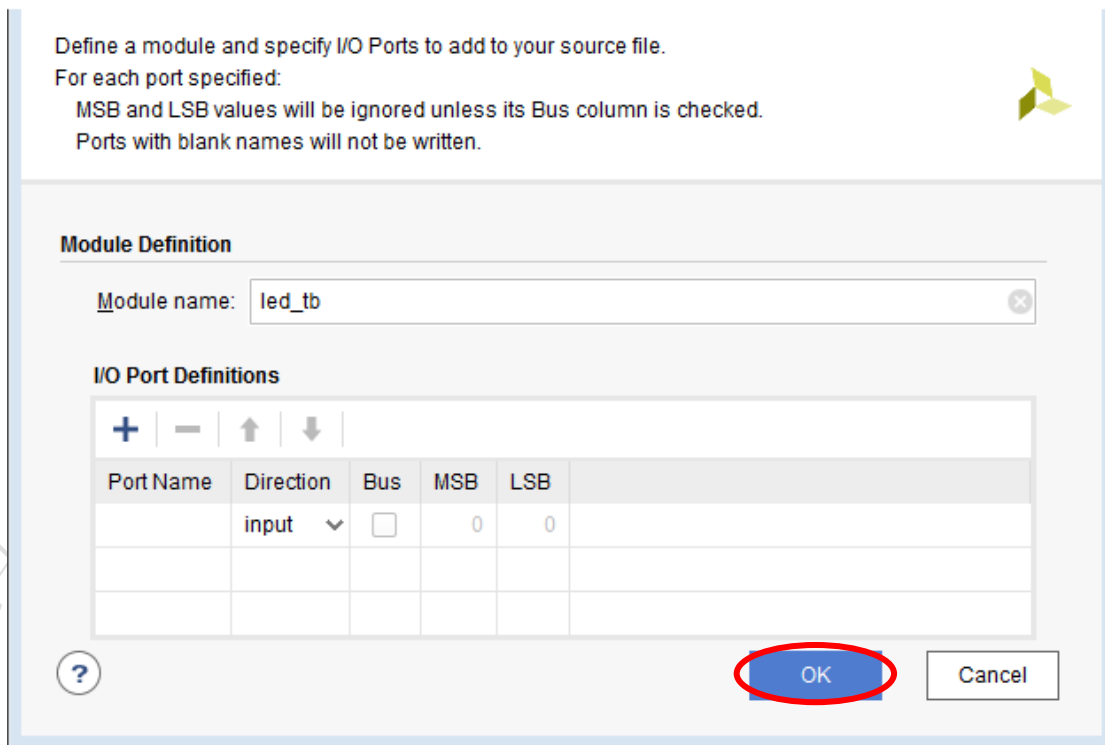 Define a module and specify I/O Ports to add to your source file.
For each port specified:
MSB and LSB values will be ignored unless its Bus column is checked.
Ports with blank names will not be written.
Module Definition
Module name: led_tb
I/O Port Definitions
Port Name Direction Bus MSB LSB
input 0 0
? OK Cancel